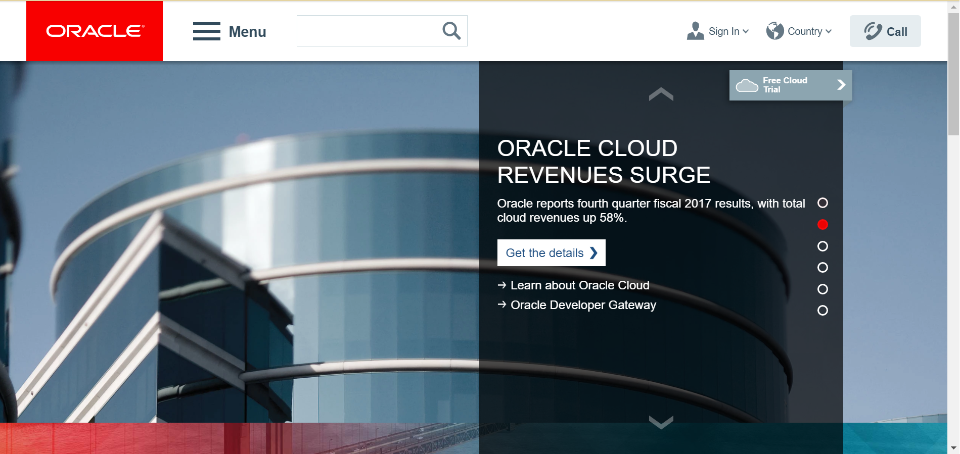 ORACLE
Menu
Sign In
Country
Call
Free Cloud
Trial
ORACLE CLOUD
REVENUES SURGE
Oracle reports fourth quarter fiscal 2017 results, with total
cloud revenues up 58%.
Get the details
Learn about Oracle Cloud
Oracle Developer Gateway